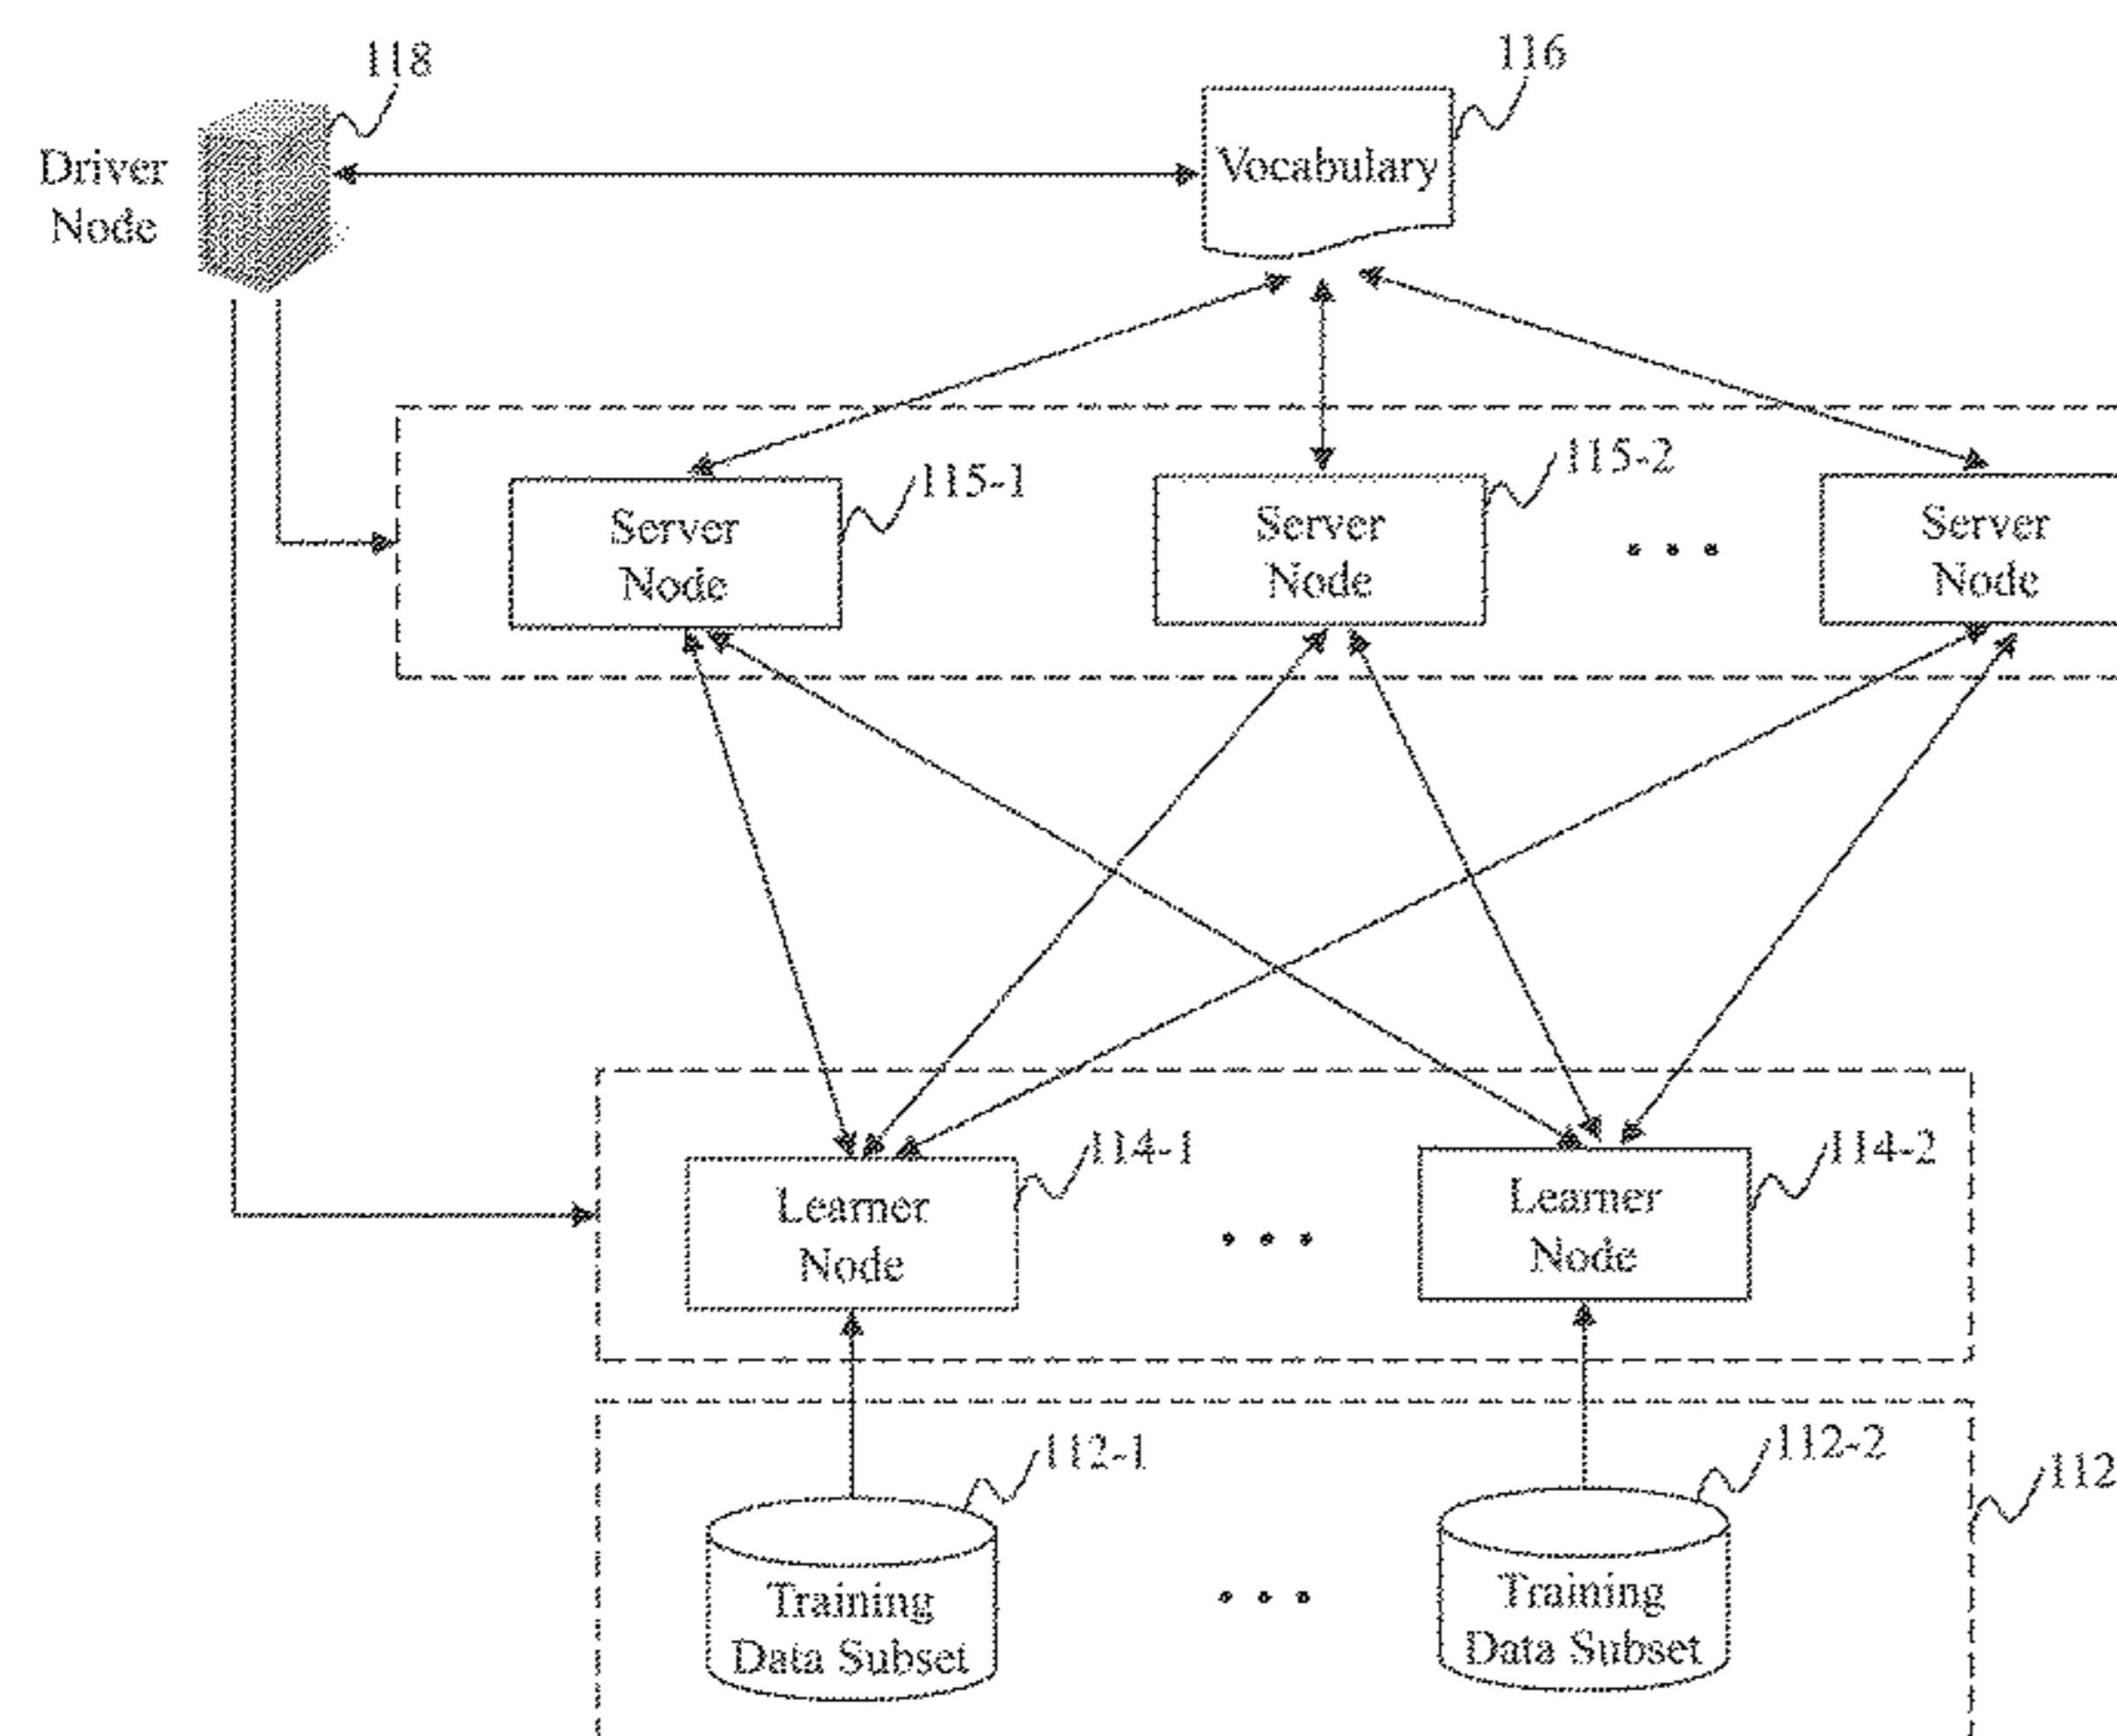 118
116
Driver
Node
Vocabulary
115-1
115-2
Server
Node
Server
Node
Server
Node
114-1
114-2
Learner
Node
Learner
Node
112-1
112-2
112
Training
Data Subset
Training
Data Subset